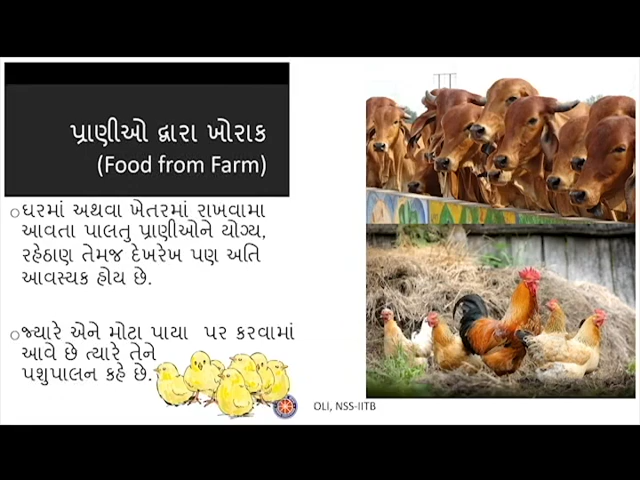 પ્રાણીઓ દ્વારા ખોરાક
(Food from Farm)
ઘરમાં અથવા ખેતરમાં રાખવામા
આવતા પાલતુ પ્રાણીઓને યોગ્ય,
રહેઠાણ તેમજ દેખરેખ પણ અતિ
આવસ્યક હોય છે.
જ્યારે એને મોટા પાયા પર કરવામાં
આવે છે ત્યારે તેને
પશુપાલન કહે છે.
OLI, NSS-IITB